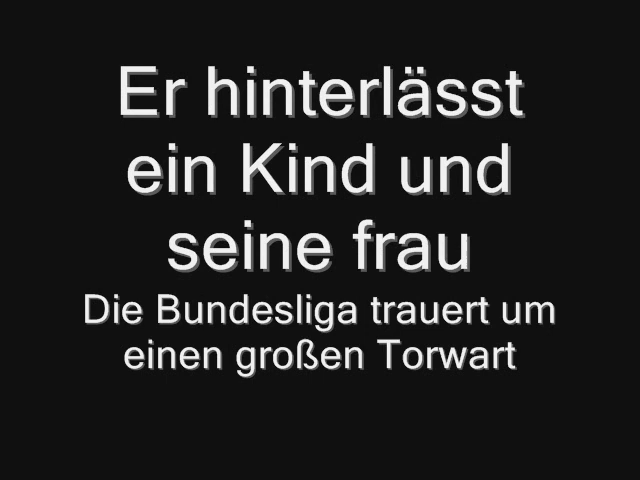 Er hinterlässt
ein Kind und
seine frau
Die Bundesliga trauert um
einen großen Torwart